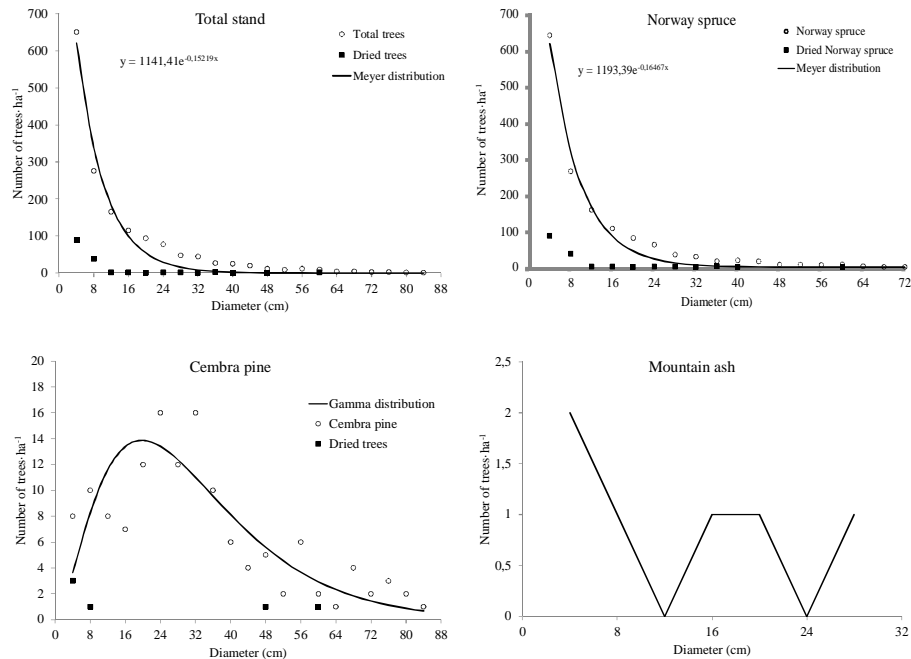 Total stand
Number of trees·ha-1
700
600
500
400
300
200
100
0
y = 1141,41e-0,15219x
Total trees
Dried trees
Meyer distribution
0 8 16 24 32 40 48 56 64 72 80 88
Diameter (cm)
Norway spruce
Number of trees·ha-1
700
600
500
400
300
200
100
0
y = 1193,39e-0,16467x
Norway spruce
Dried Norway spruce
Meyer distribution
0 8 16 24 32 40 48 56 64 72
Diameter (cm)
Cembra pine
Number of trees·ha-1
20
18
16
14
12
10
8
6
4
2
0
Gamma distribution
Cembra pine
Dried trees
0 8 16 24 32 40 48 56 64 72 80 88
Diameter (cm)
Mountain ash
Number of trees·ha-1
2,5
2
1,5
1
0,5
0
0 8 16 24 32
Diameter (cm)